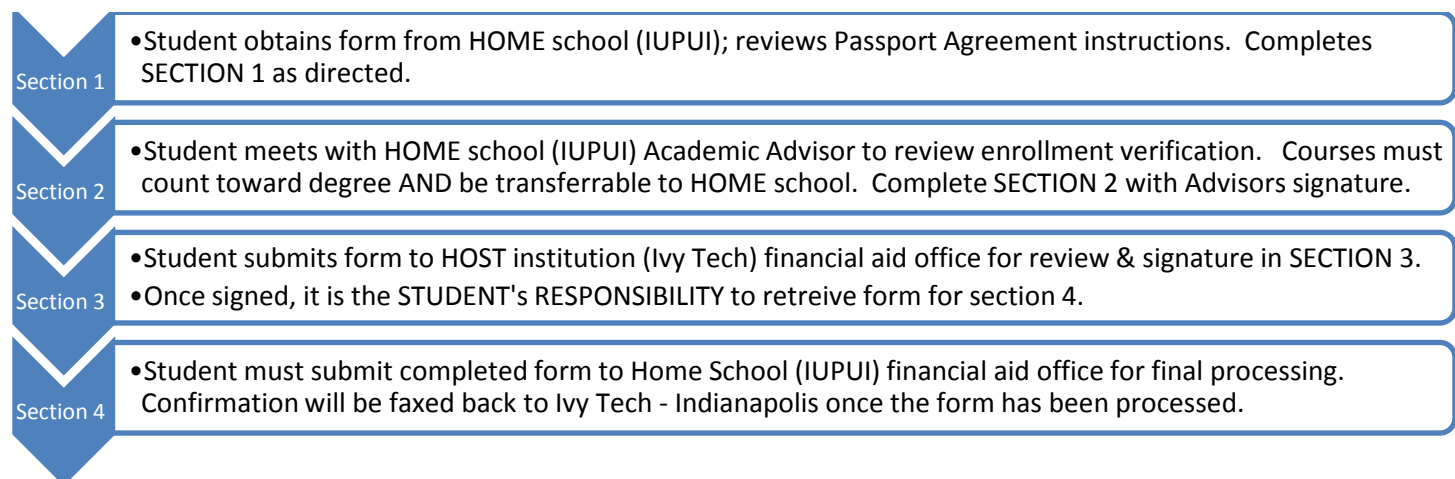 Section 1
•Student obtains form from HOME school (IUPUI); reviews Passport Agreement instructions.  Completes
SECTION 1 as directed.
Section 2
•Student meets with HOME school (IUPUI) Academic Advisor to review enrollment verification.   Courses must
count toward degree AND be transferrable to HOME school.  Complete SECTION 2 with Advisors signature.
Section 3
•Student submits form to HOST institution (Ivy Tech) financial aid office for review & signature in SECTION 3.
•Once signed, it is the STUDENT's RESPONSIBILITY to retreive form for section 4.
Section 4
•Student must submit completed form to Home School (IUPUI) financial aid office for final processing.
Confirmation will be faxed back to Ivy Tech - Indianapolis once the form has been processed.